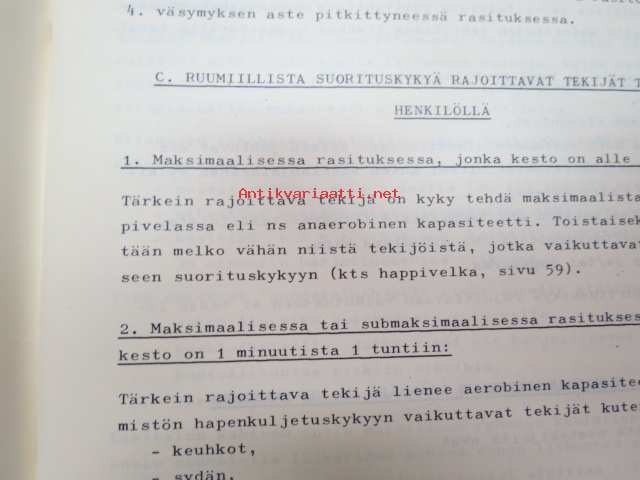 4. väsymyksen aste pitkittyneessä rasituksessa.
C. RUUMIILLISTA SUORITUSKYKYÄ RAJOITTAVAT TEKIJÄT T
HENKILÖLLÄ
1. Maksimaalisessa rasituksessa, jonka kesto on alle
Antikvariaatti.net
Tärkein rajoittava tekijä on kyky tehdä maksimaalista
pivelassa eli ns anaerobinen kapasiteetti. Toistaisek
tään melko vähän niistä tekijöistä, jotka vaikuttava
seen suorituskykyyn (kts happivelka, sivu 59).
2. Maksimaalisessa tai submaksimaalisessa rasitukses
kesto on 1 minuutista 1 tuntiin:
Tärkein rajoittava tekijä lienee aerobinen kapasitee
mistön hapenkuljetuskykyyn vaikuttavat tekijät kuten
- keuhkot,
- sydän,